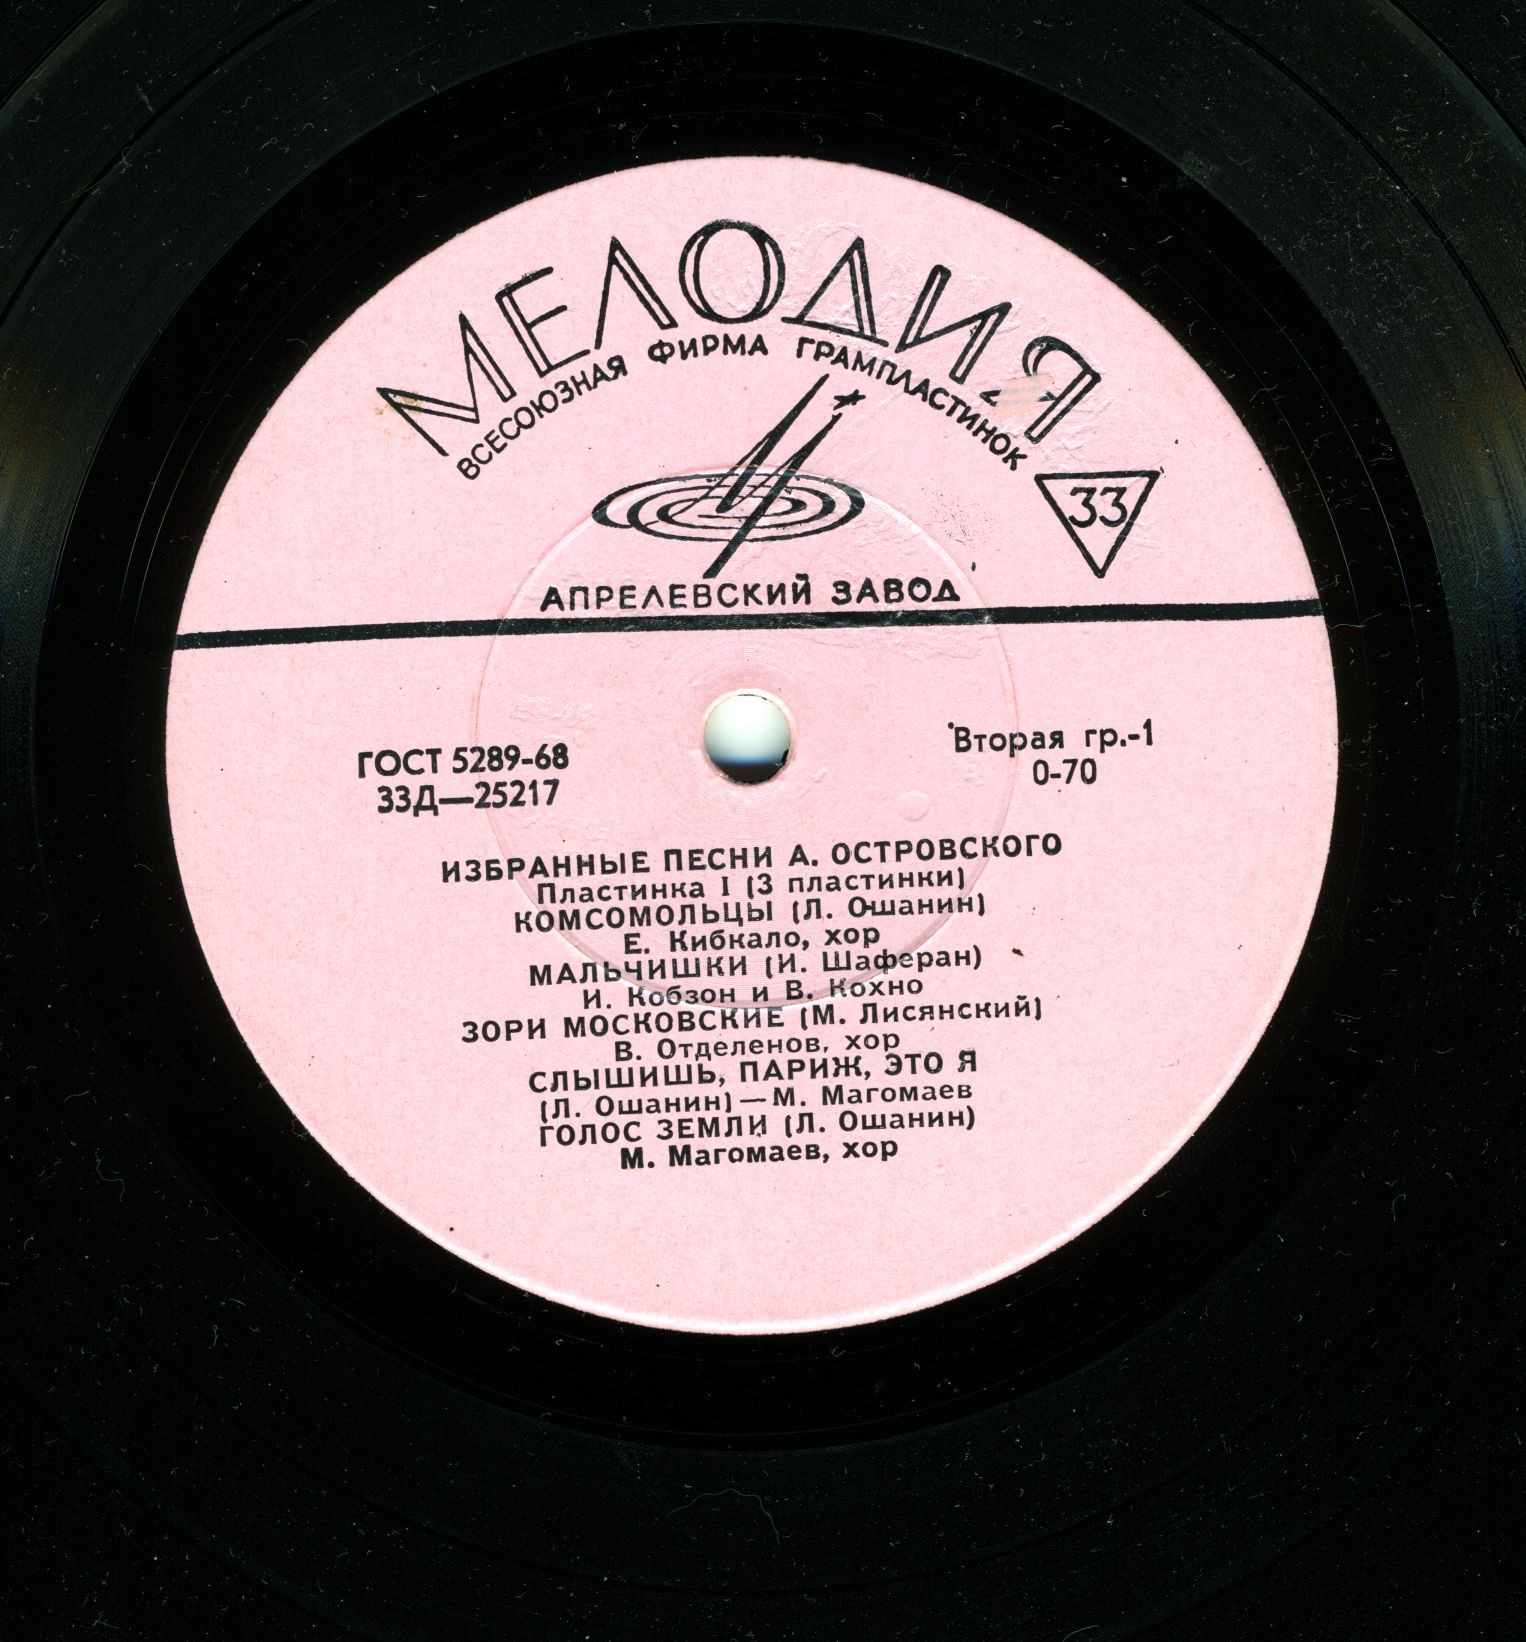 МЕЛОДИЯ
ВСЕСОЮЗНАЯ ФИРМА ГРАМПЛАСТИНОК
33
АПРЕЛЕВСКИЙ ЗАВОД
ГОСТ 5289-68
33Д—25217
Вторая гр.-1
0-70
ИЗБРАННЫЕ ПЕСНИ А. ОСТРОВСКОГО
Пластинка I (3 пластинки)
КОМСОМОЛЬЦЫ (Л. Ошанин)
Е. Кибкало, хор
МАЛЬЧИШКИ (И. Шаферан)
И. Кобзон и В. Кохно
ЗОРИ МОСКОВСКИЕ (М. Лисянский)
В. Отделенов, хор
СЛЫШИШЬ, ПАРИЖ, ЭТО Я
(Л. Ошанин)—М. Магомаев
ГОЛОС ЗЕМЛИ (Л. Ошанин)
М. Магомаев, хор